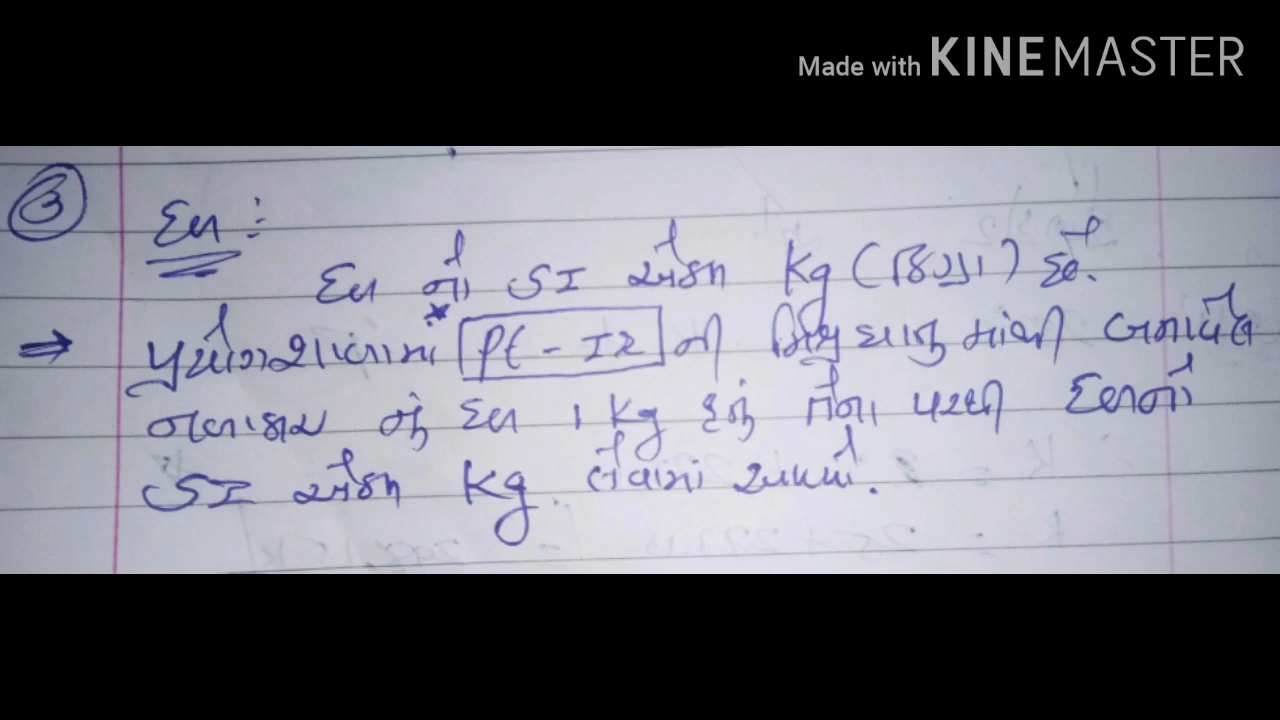 Made with KINEMASTER
③ દળ :
દળ નો SI એકમ Kg (કિગ્રા) છે.
⇒ પ્રયોગશાળામાં Pt - Ir ની મિશ્ર ધાતુ માંથી બનાવેલ
નળાકાર નું દળ 1 Kg હતું તેના પરથી દળનો
SI એકમ Kg લેવામાં આવ્યો.